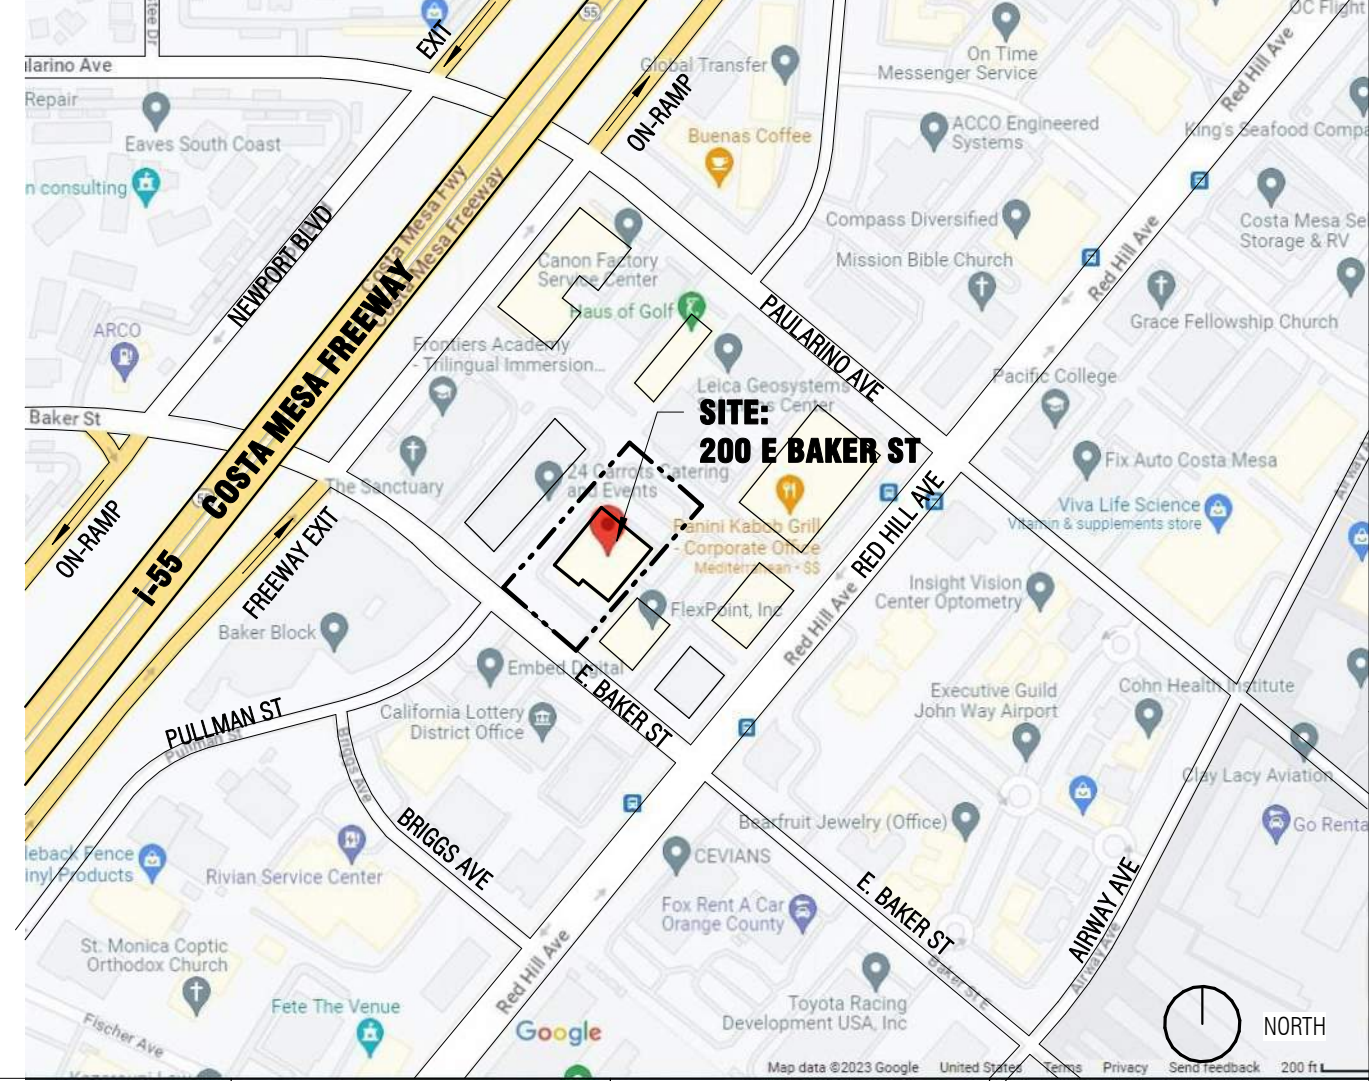 OC Flight
EXIT
55
ularino Ave
Global Transfer
On Time
Messenger Service
Red Hill Ave
Repair
ON-RAMP
Buenas Coffee
ACCO Engineered
Systems
King's Seafood Compa
Eaves South Coast
n consulting
Costa Mesa Fwy
Costa Mesa Freeway
Compass Diversified
Costa Mesa Se
Storage & RV
NEWPORT BLVD
Canon Factory
Service Center
Mission Bible Church
Red Hill Ave
Haus of Golf
PAULARINO AVE
Grace Fellowship Church
ARCO
Frontiers Academy
- Trilingual Immersion...
Leica Geosystems
Center
Pacific College
Baker St
COSTA MESA FREEWAY
SITE:
200 E BAKER ST
24 Carrots Catering
and Events
Fix Auto Costa Mesa
Airway A
The Sanctuary
Viva Life Science
Vitamin & supplements store
ON-RAMP
i-55
FREEWAY EXIT
Panini Kabob Grill
- Corporate Office
Mediterranean · $$
RED HILL AVE
Insight Vision
Center Optometry
FlexPoint, Inc
Red Hill Ave
Baker Block
Embed Digital
E. BAKER ST
Executive Guild
John Way Airport
Cohn Health Institute
PULLMAN ST
Pullman St
California Lottery
District Office
Briggs Ave
Clay Lacy Aviation
BRIGGS AVE
Bearfruit Jewelry (Office)
Go Renta
leback Fence
inyl Products
Rivian Service Center
CEVIANS
E. BAKER ST
AIRWAY AVE
Fox Rent A Car
Orange County
St. Monica Coptic
Orthodox Church
Red Hill Ave
Baker St E
Airway Ave
Fete The Venue
Toyota Racing
Development USA, Inc
Fischer Ave
Google
NORTH
Map data ©2023 Google
United States
Terms
Privacy
Send feedback
200 ft